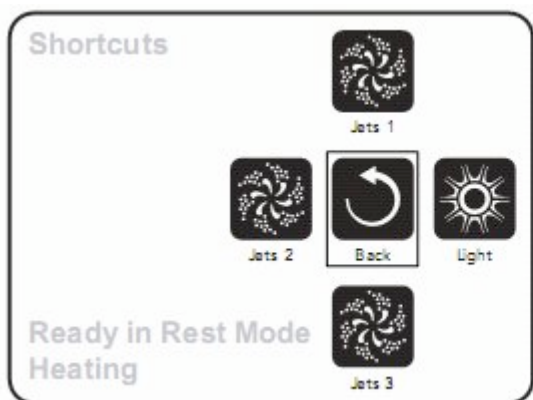 Shortcuts
Jets 1
Jets 2 Back Light
Ready in Rest Mode
Heating
Jets 3